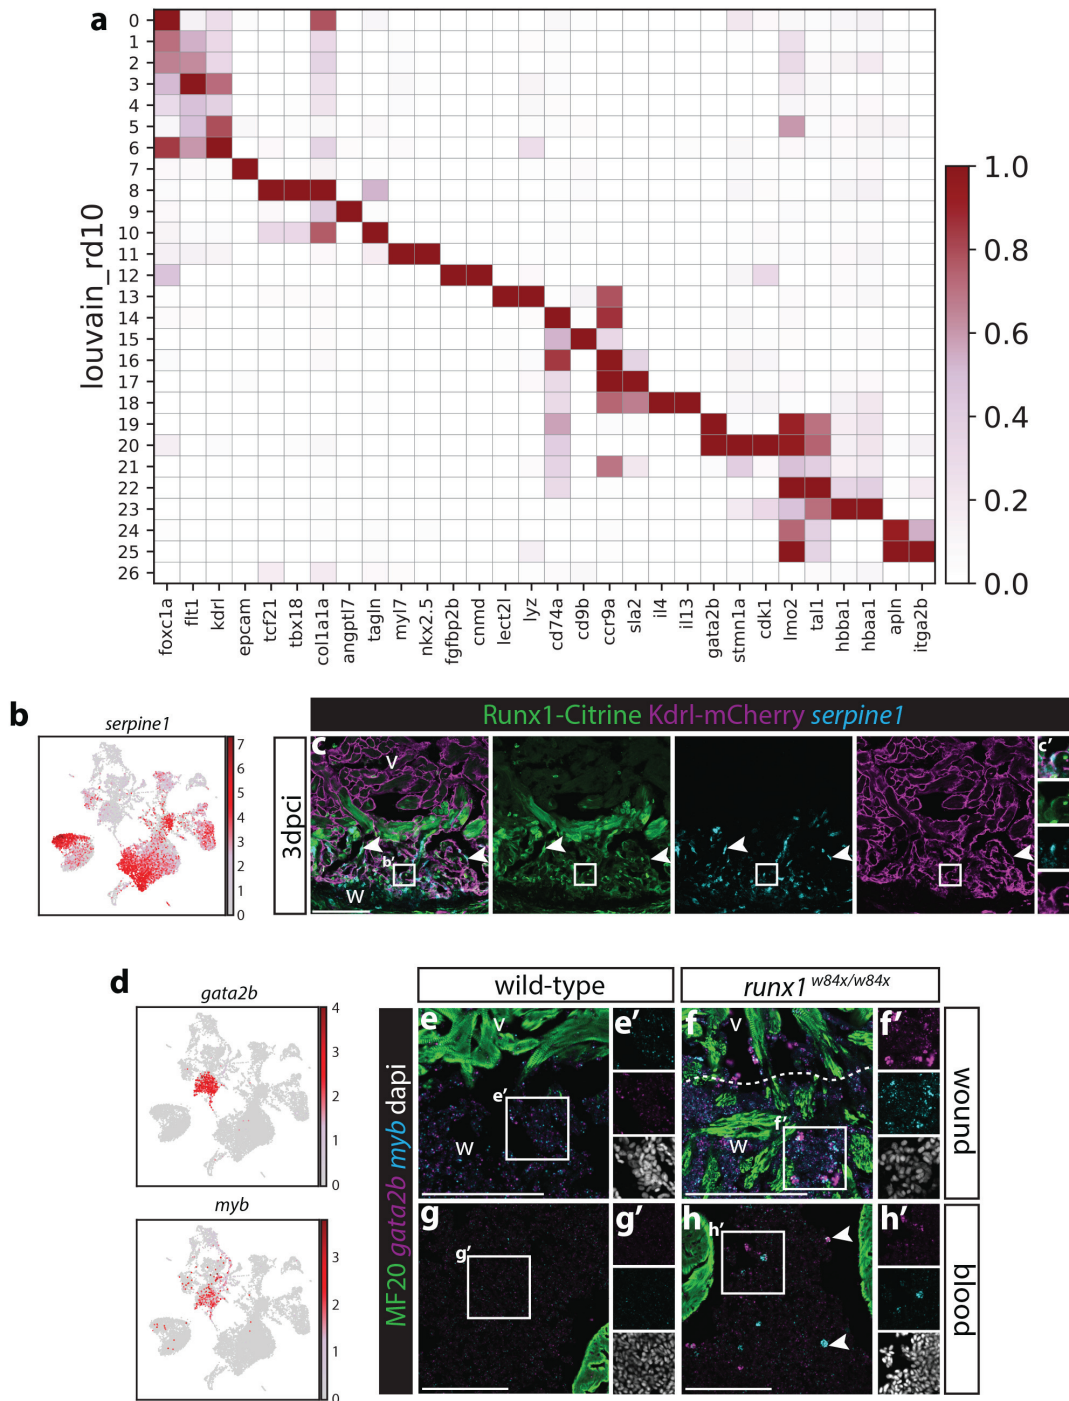 a
louvain_rd10
0
1
2
3
4
5
6
7
8
9
10
11
12
13
14
15
16
17
18
19
20
21
22
23
24
25
26
foxc1a flt1 kdrl epcam tcf21 tbx18 col1a1a angptl7 tagln myl7 nkx2.5 fgfbp2b cnmd lect2l lyz cd74a cd9b ccr9a sla2 il4 il13 gata2b stmn1a cdk1 lmo2 tal1 hbba1 hbaa1 apln itga2b
1.0
0.8
0.6
0.4
0.2
0.0
b
serpine1
7
6
5
4
3
2
1
0
Runx1-Citrine Kdrl-mCherry serpine1
3dpci
c
v
b'
w
c'
d
gata2b
4
3
2
1
0
myb
3
2
1
0
wild-type
runx1 w84x/w84x
MF20 gata2b myb dapi
e
v
e'
w
e'
f
v
f'
w
f'
wound
g
g'
g'
h
h'
h'
blood